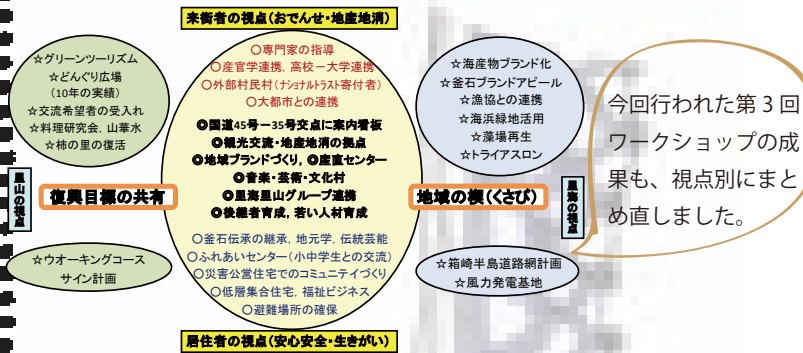 来街者の視点(おでんせ・地産地消)
☆グリーンツーリズム
☆どんぐり広場
(10年の実績)
☆交流希望者の受入れ
☆料理研究会，山華水
☆柿の里の復活
里山の視点
復興目標の共有
☆ウオーキングコース
サイン計画
〇専門家の指導
〇産官学連携，高校－大学連携
〇外部村民村(ﾅｼｮﾅﾙﾄﾗｽﾄ寄付者)
〇大都市との連携
◎国道45号ー35号交点に案内看板
◎観光交流・地産地消の拠点
◎地域ブランドづくり，◎産直センター
◎音楽・芸術・文化村
◎里海里山グループ連携
◎後継者育成，若い人材育成
〇釜石伝承の継承，地元学，伝統芸能
〇ふれあいセンター(小中学生との交流)
〇災害公営住宅でのコミュニテイづくり
〇低層集合住宅，福祉ビジネス
〇避難場所の確保
居住者の視点(安心安全・生きがい)
☆海産物ブランド化
☆釜石ブランドアピール
☆漁協との連携
☆海浜緑地活用
☆藻場再生
☆トライアスロン
地域の楔(くさび)
里海の視点
☆箱崎半島道路網計画
☆風力発電基地
今回行われた第３回
ワークショップの成
果も、視点別にまと
め直しました。